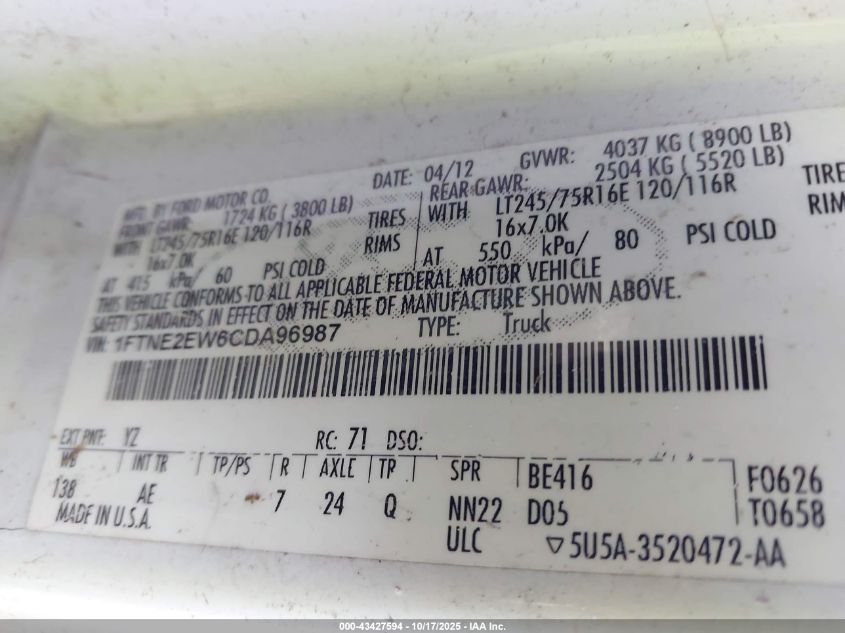 MFD. BY FORD MOTOR CO.
DATE: 04/12
GVWR: 4037 KG ( 8900 LB)
FRONT GAWR: 1724 KG ( 3800 LB)
REAR GAWR: 2504 KG ( 5520 LB)
WITH LT245/75R16E 120/116R TIRES
WITH LT245/75R16E 120/116R TIRE
16x7.0K RIMS
16x7.0K RIM
AT 415 kPa/ 60 PSI COLD
AT 550 kPa/ 80 PSI COLD
THIS VEHICLE CONFORMS TO ALL APPLICABLE FEDERAL MOTOR VEHICLE
SAFETY STANDARDS IN EFFECT ON THE DATE OF MANUFACTURE SHOWN ABOVE.
VIN: 1FTNE2EW6CDA96987
TYPE: Truck
EXT PNT: YZ RC: 71 DSO:
WB INT TR TP/PS R AXLE TP SPR BE416 F0626
138 AE 7 24 Q NN22 D05 T0658
MADE IN U.S.A. ULC ▽5U5A-3520472-AA
000-43427594 - 10/17/2025 - IAA Inc.